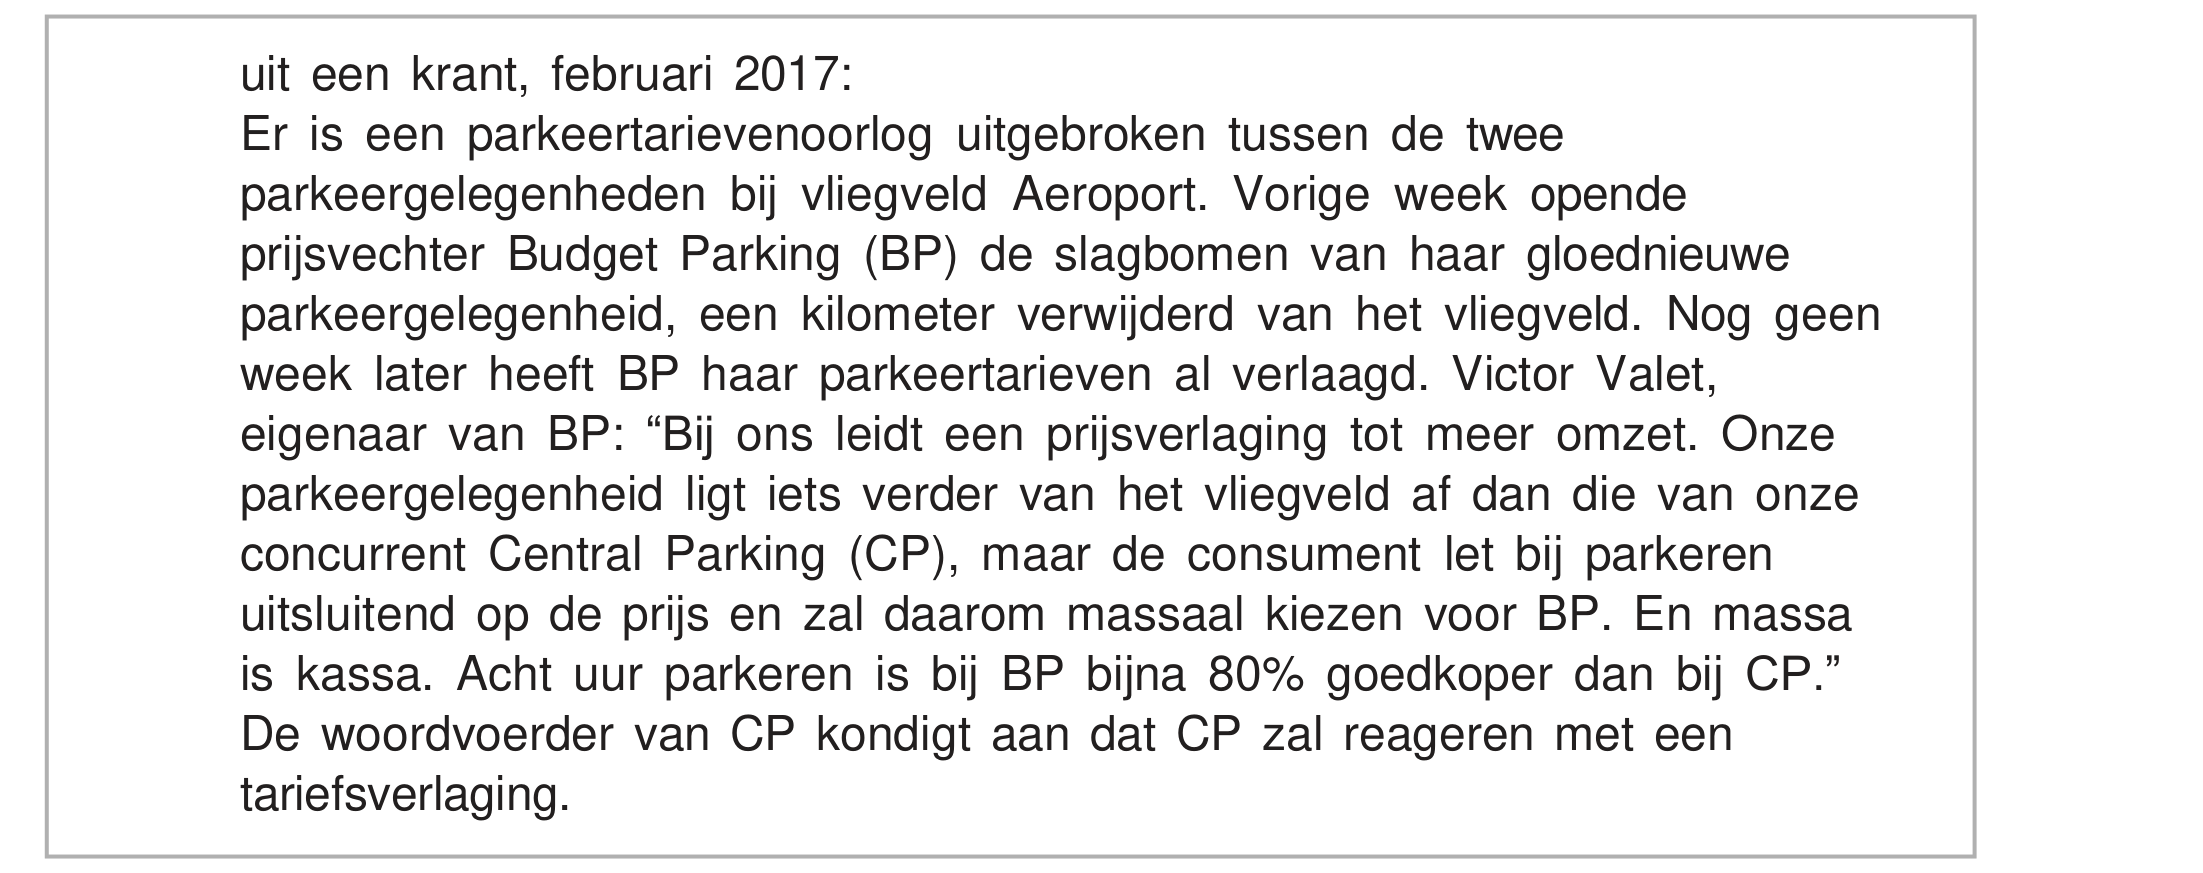 uit een krant, februari 2017:
Er is een parkeertarievenoorlog uitgebroken tussen de twee
parkeergelegenheden bij vliegveld Aeroport. Vorige week opende
prijsvechter Budget Parking (BP) de slagbomen van haar gloednieuwe
parkeergelegenheid, een kilometer verwijderd van het vliegveld. Nog geen
week later heeft BP haar parkeertarieven al verlaagd. Victor Valet,
eigenaar van BP: “Bij ons leidt een prijsverlaging tot meer omzet. Onze
parkeergelegenheid ligt iets verder van het vliegveld af dan die van onze
concurrent Central Parking (CP), maar de consument let bij parkeren
uitsluitend op de prijs en zal daarom massaal kiezen voor BP. En massa
is kassa. Acht uur parkeren is bij BP bijna 80% goedkoper dan bij CP.”
De woordvoerder van CP kondigt aan dat CP zal reageren met een
tariefsverlaging.